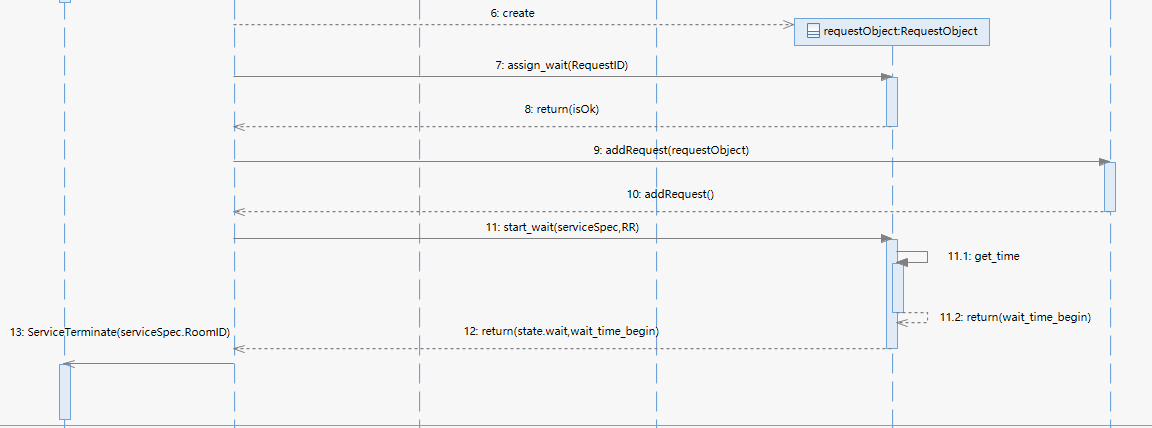 6: create
requestObject:RequestObject
7: assign_wait(RequestID)
8: return(isOk)
9: addRequest(requestObject)
10: addRequest()
11: start_wait(serviceSpec,RR)
11.1: get_time
11.2: return(wait_time_begin)
12: return(state.wait,wait_time_begin)
13: ServiceTerminate(serviceSpec.RoomID)